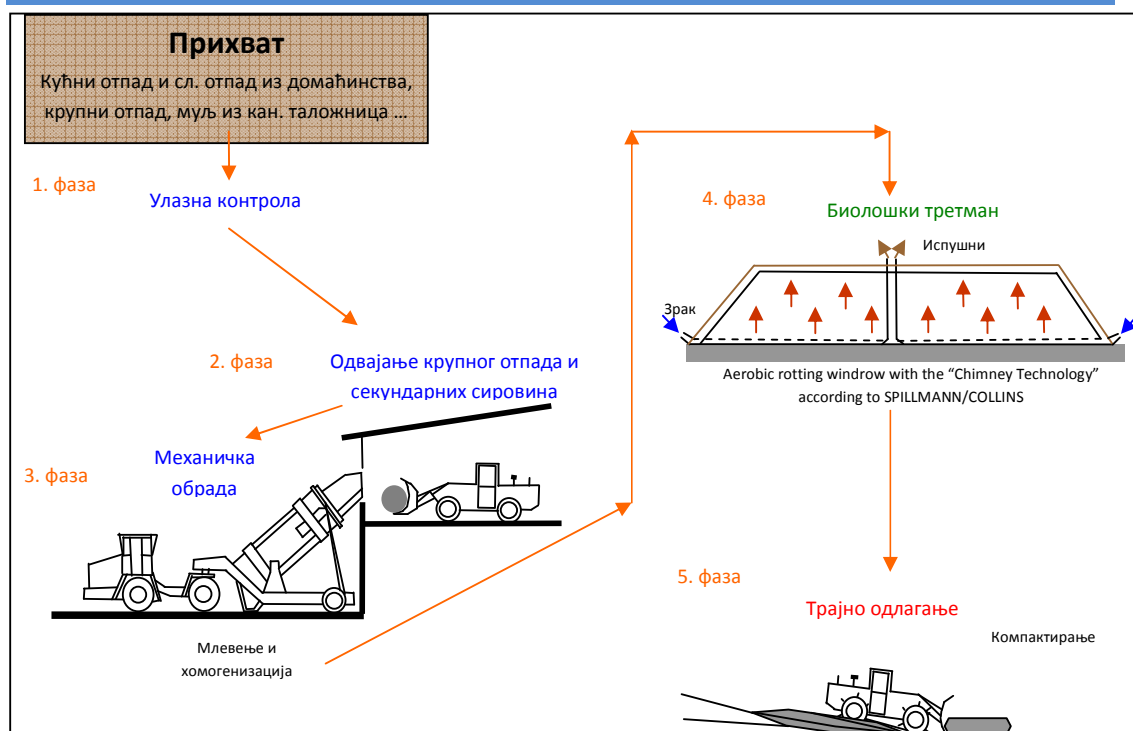 Прихват
Кућни отпад и сл. отпад из домаћинства,
крупни отпад, муљ из кан. таложница ...
1. фаза
Улазна контрола
2. фаза
Одвајање крупног отпада и
секундарних сировина
3. фаза
Механичка
обрада
Млевење и
хомогенизација
4. фаза
Биолошки третман
Испушни
Зрак
Aerobic rotting windrow with the “Chimney Technology”
according to SPILLMANN/COLLINS
5. фаза
Трајно одлагање
Компактирање